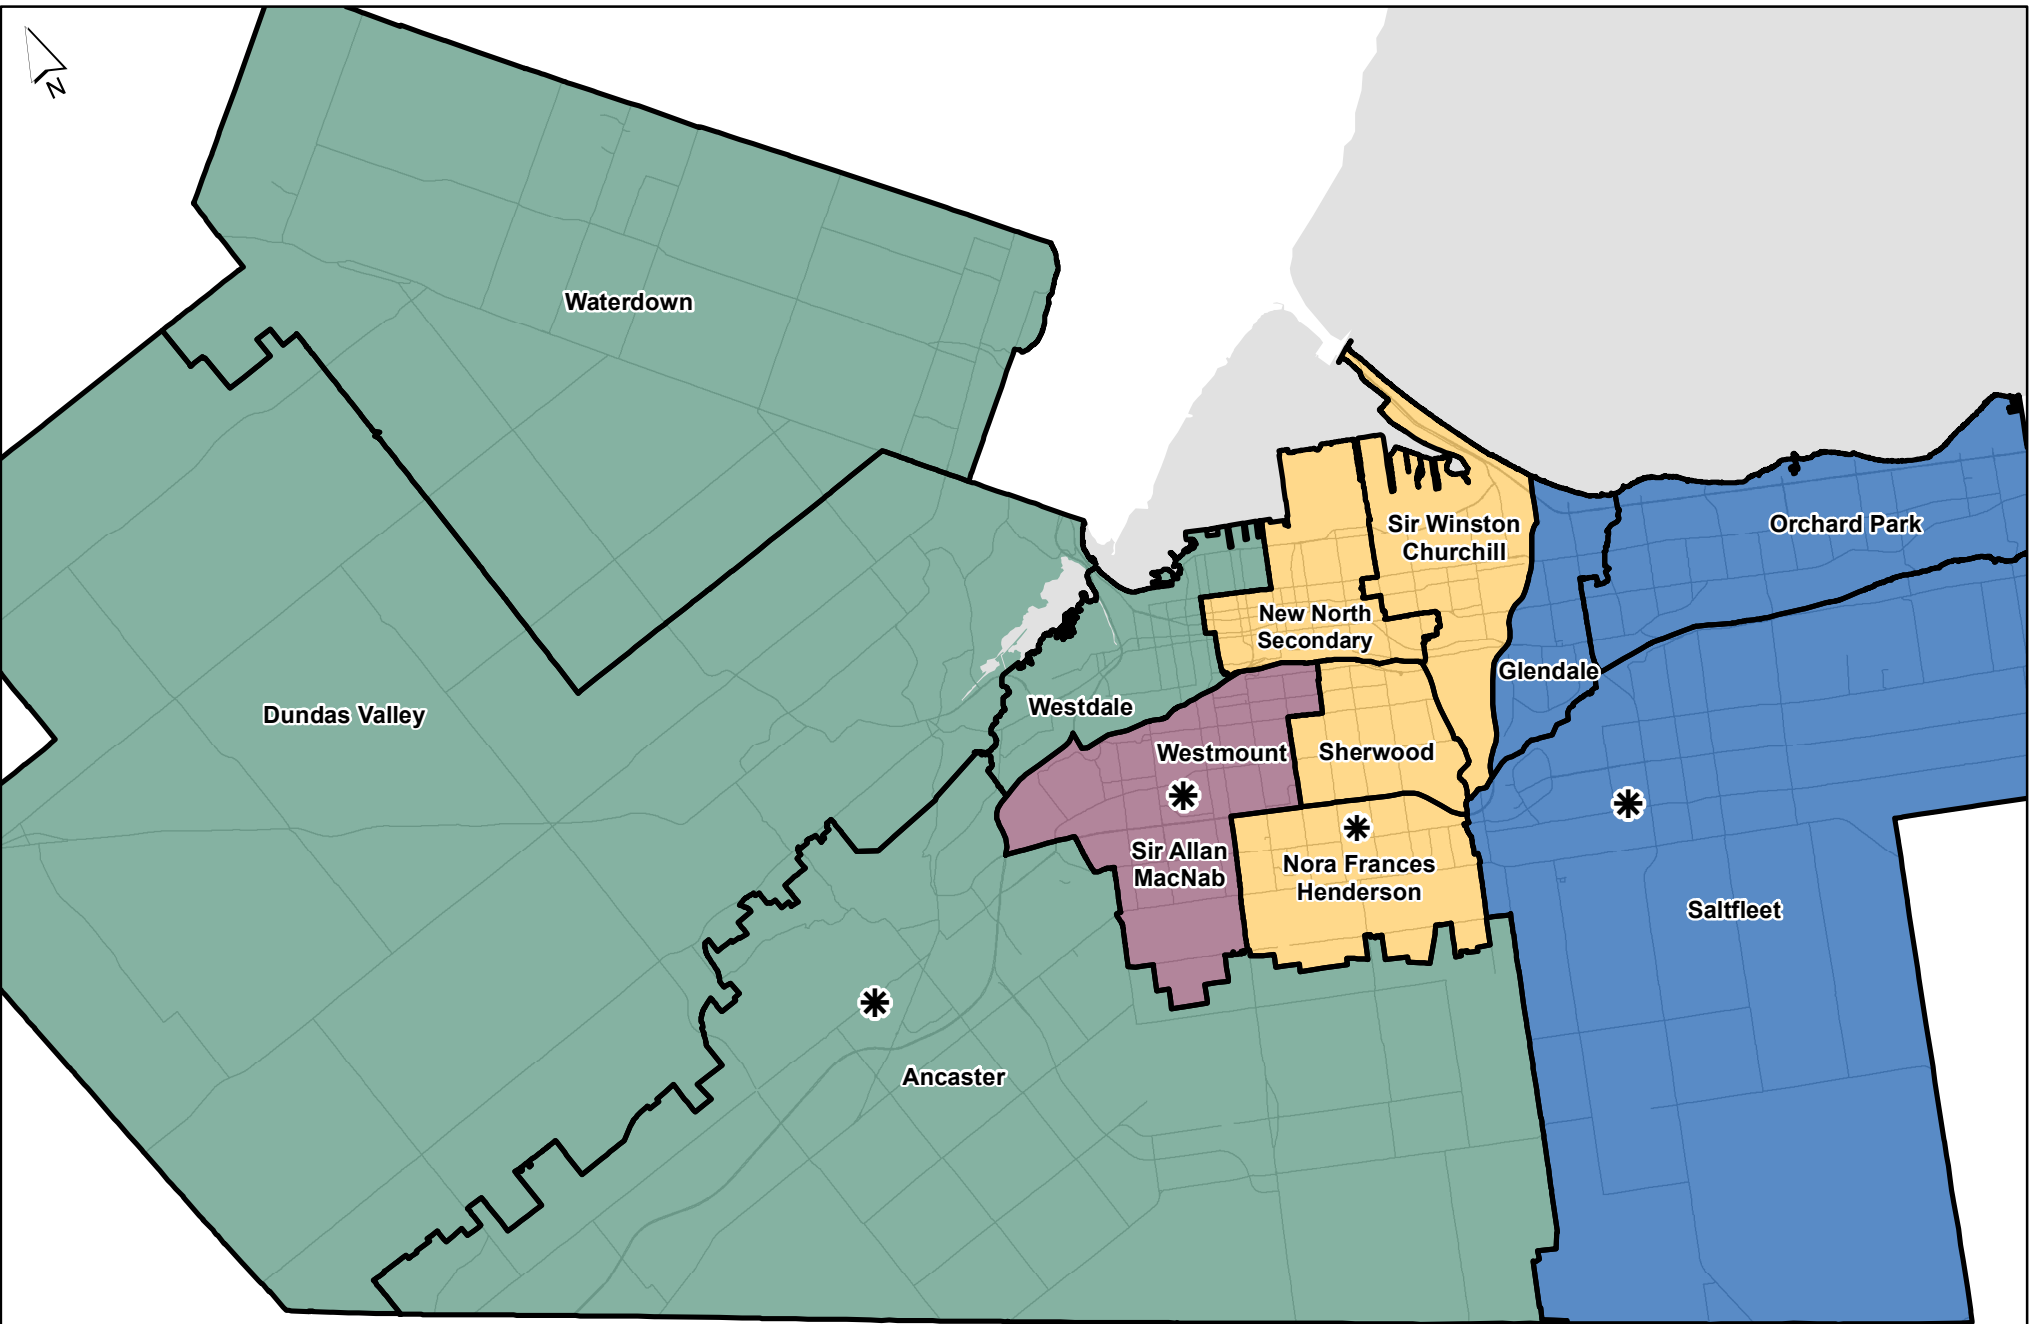 N
Waterdown
Sir Winston
Churchill
Orchard Park
New North
Secondary
Glendale
Dundas Valley
Westdale
Westmount
Sherwood
Sir Allan
MacNab
Nora Frances
Henderson
Saltfleet
Ancaster